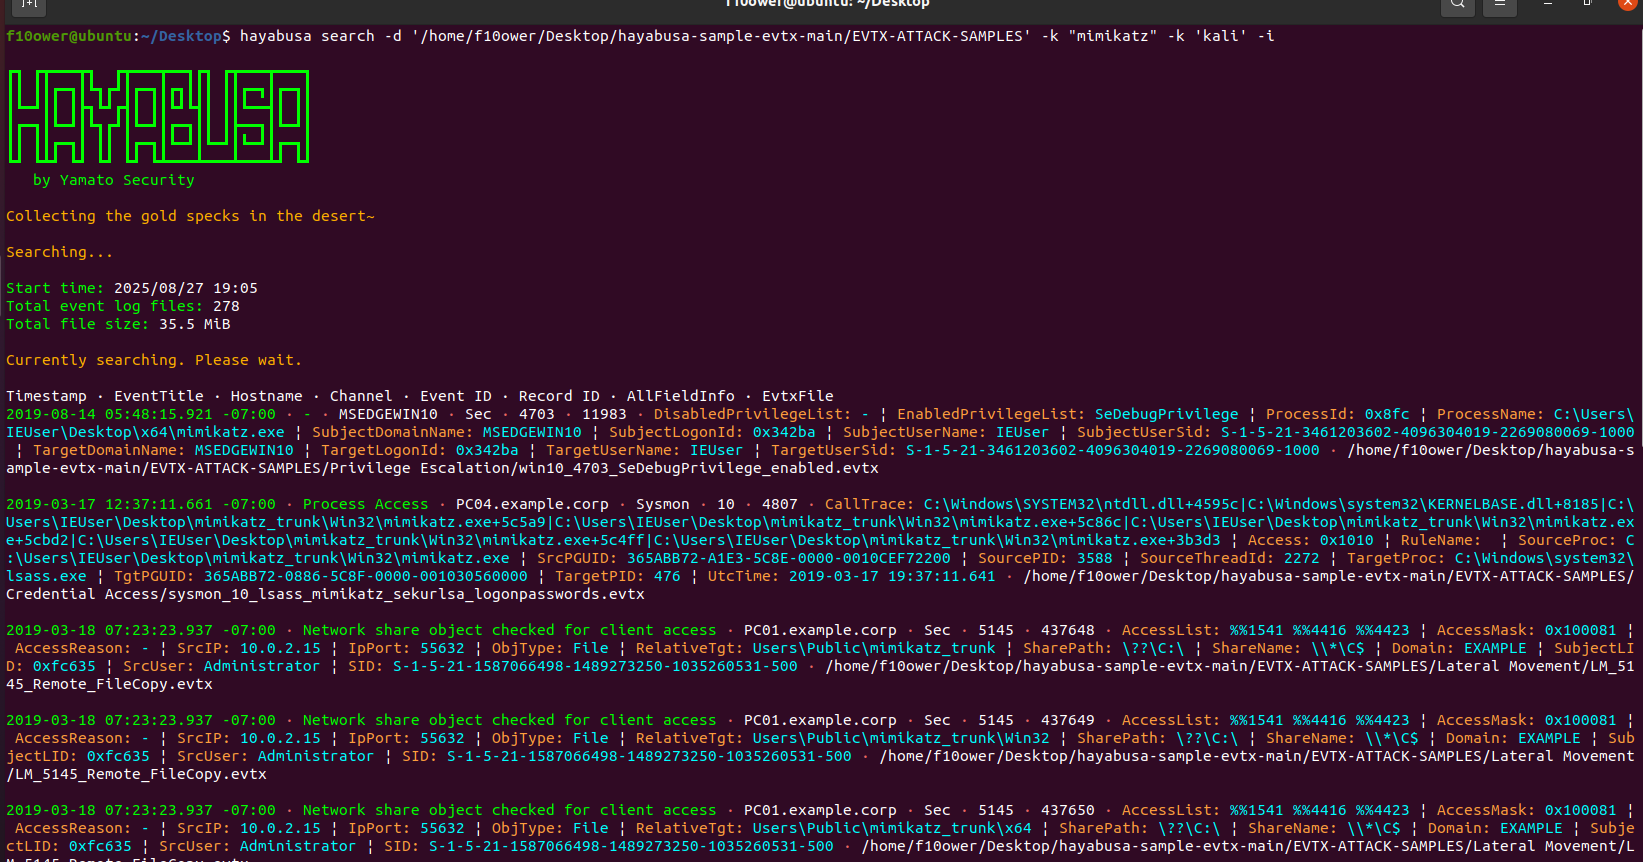 f10ower@ubuntu: ~/Desktop
f10ower@ubuntu:~/Desktop$ hayabusa search -d '/home/f10ower/Desktop/hayabusa-sample-evtx-main/EVTX-ATTACK-SAMPLES' -k "mimikatz" -k 'kali' -i
HAYABUSA
by Yamato Security
Collecting the gold specks in the desert~
Searching...
Start time: 2025/08/27 19:05
Total event log files: 278
Total file size: 35.5 MiB
Currently searching. Please wait.
Timestamp · EventTitle · Hostname · Channel · Event ID · Record ID · AllFieldInfo · EvtxFile
2019-08-14 05:48:15.921 -07:00 · - · MSEDGEWIN10 · Sec · 4703 · 11983 · DisabledPrivilegeList: - ¦ EnabledPrivilegeList: SeDebugPrivilege ¦ ProcessId: 0x8fc ¦ ProcessName: C:\Users\
IEUser\Desktop\x64\mimikatz.exe ¦ SubjectDomainName: MSEDGEWIN10 ¦ SubjectLogonId: 0x342ba ¦ SubjectUserName: IEUser ¦ SubjectUserSid: S-1-5-21-3461203602-4096304019-2269080069-1000
¦ TargetDomainName: MSEDGEWIN10 ¦ TargetLogonId: 0x342ba ¦ TargetUserName: IEUser ¦ TargetUserSid: S-1-5-21-3461203602-4096304019-2269080069-1000 · /home/f10ower/Desktop/hayabusa-s
ample-evtx-main/EVTX-ATTACK-SAMPLES/Privilege Escalation/win10_4703_SeDebugPrivilege_enabled.evtx
2019-03-17 12:37:11.661 -07:00 · Process Access · PC04.example.corp · Sysmon · 10 · 4807 · CallTrace: C:\Windows\SYSTEM32\ntdll.dll+4595c|C:\Windows\system32\KERNELBASE.dll+8185|C:\
Users\IEUser\Desktop\mimikatz_trunk\Win32\mimikatz.exe+5c5a9|C:\Users\IEUser\Desktop\mimikatz_trunk\Win32\mimikatz.exe+5c86c|C:\Users\IEUser\Desktop\mimikatz_trunk\Win32\mimikatz.ex
e+5cbd2|C:\Users\IEUser\Desktop\mimikatz_trunk\Win32\mimikatz.exe+5c4ff|C:\Users\IEUser\Desktop\mimikatz_trunk\Win32\mimikatz.exe+3b3d3 ¦ Access: 0x1010 ¦ RuleName:  ¦ SourceProc: C
:\Users\IEUser\Desktop\mimikatz_trunk\Win32\mimikatz.exe ¦ SrcPGUID: 365ABB72-A1E3-5C8E-0000-0010CEF72200 ¦ SourcePID: 3588 ¦ SourceThreadId: 2272 ¦ TargetProc: C:\Windows\system32\
lsass.exe ¦ TgtPGUID: 365ABB72-0886-5C8F-0000-001030560000 ¦ TargetPID: 476 ¦ UtcTime: 2019-03-17 19:37:11.641 · /home/f10ower/Desktop/hayabusa-sample-evtx-main/EVTX-ATTACK-SAMPLES/
Credential Access/sysmon_10_lsass_mimikatz_sekurlsa_logonpasswords.evtx
2019-03-18 07:23:23.937 -07:00 · Network share object checked for client access · PC01.example.corp · Sec · 5145 · 437648 · AccessList: %%1541 %%4416 %%4423 ¦ AccessMask: 0x100081 ¦
AccessReason: - ¦ SrcIP: 10.0.2.15 ¦ IpPort: 55632 ¦ ObjType: File ¦ RelativeTgt: Users\Public\mimikatz_trunk ¦ SharePath: \??\C:\ ¦ ShareName: \\*\C$ ¦ Domain: EXAMPLE ¦ SubjectLI
D: 0xfc635 ¦ SrcUser: Administrator ¦ SID: S-1-5-21-1587066498-1489273250-1035260531-500 · /home/f10ower/Desktop/hayabusa-sample-evtx-main/EVTX-ATTACK-SAMPLES/Lateral Movement/LM_51
45_Remote_FileCopy.evtx
2019-03-18 07:23:23.937 -07:00 · Network share object checked for client access · PC01.example.corp · Sec · 5145 · 437649 · AccessList: %%1541 %%4416 %%4423 ¦ AccessMask: 0x100081 ¦
AccessReason: - ¦ SrcIP: 10.0.2.15 ¦ IpPort: 55632 ¦ ObjType: File ¦ RelativeTgt: Users\Public\mimikatz_trunk\Win32 ¦ SharePath: \??\C:\ ¦ ShareName: \\*\C$ ¦ Domain: EXAMPLE ¦ Sub
jectLID: 0xfc635 ¦ SrcUser: Administrator ¦ SID: S-1-5-21-1587066498-1489273250-1035260531-500 · /home/f10ower/Desktop/hayabusa-sample-evtx-main/EVTX-ATTACK-SAMPLES/Lateral Movement
/LM_5145_Remote_FileCopy.evtx
2019-03-18 07:23:23.937 -07:00 · Network share object checked for client access · PC01.example.corp · Sec · 5145 · 437650 · AccessList: %%1541 %%4416 %%4423 ¦ AccessMask: 0x100081 ¦
AccessReason: - ¦ SrcIP: 10.0.2.15 ¦ IpPort: 55632 ¦ ObjType: File ¦ RelativeTgt: Users\Public\mimikatz_trunk\x64 ¦ SharePath: \??\C:\ ¦ ShareName: \\*\C$ ¦ Domain: EXAMPLE ¦ Subje
ctLID: 0xfc635 ¦ SrcUser: Administrator ¦ SID: S-1-5-21-1587066498-1489273250-1035260531-500 · /home/f10ower/Desktop/hayabusa-sample-evtx-main/EVTX-ATTACK-SAMPLES/Lateral Movement/L
M_5145_Remote_FileCopy.evtx